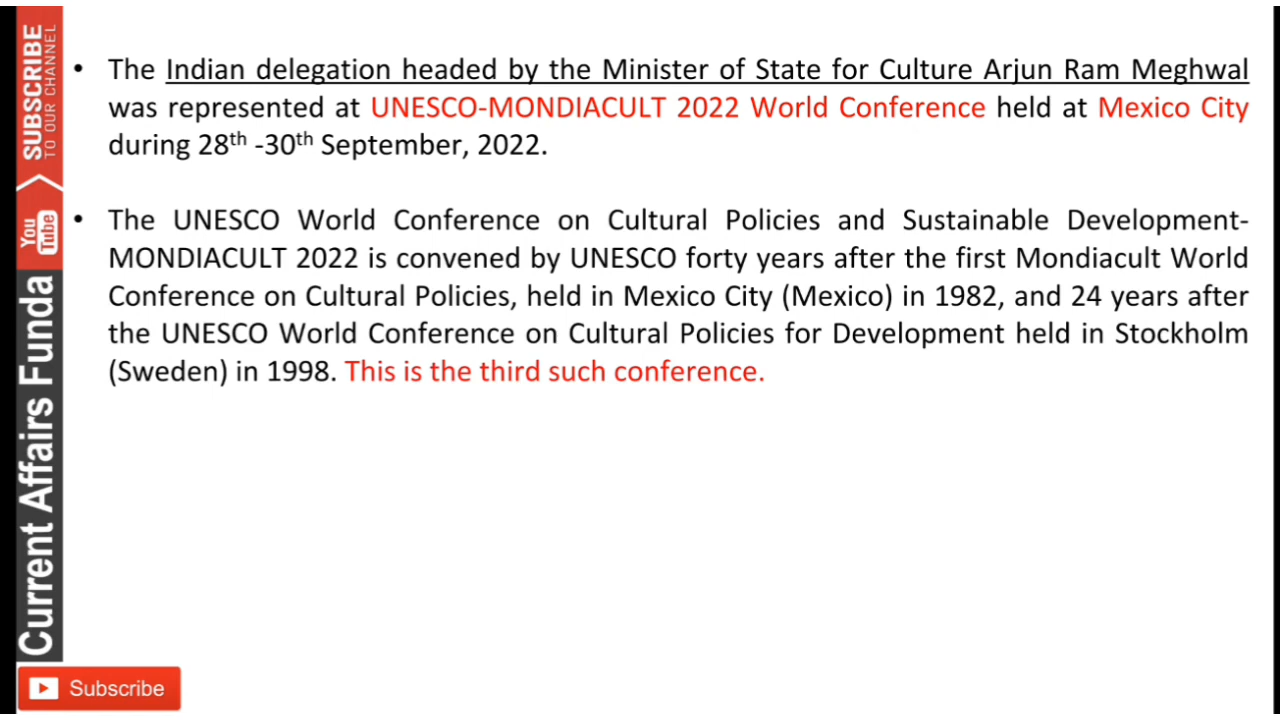 • The Indian delegation headed by the Minister of State for Culture Arjun Ram Meghwal
was represented at UNESCO-MONDIACULT 2022 World Conference held at Mexico City
during 28th -30th September, 2022.
• The UNESCO World Conference on Cultural Policies and Sustainable Development-
MONDIACULT 2022 is convened by UNESCO forty years after the first Mondiacult World
Conference on Cultural Policies, held in Mexico City (Mexico) in 1982, and 24 years after
the UNESCO World Conference on Cultural Policies for Development held in Stockholm
(Sweden) in 1998. This is the third such conference.
SUBSCRIBE
TO OUR CHANNEL
You
Tube
Current Affairs Funda
Subscribe